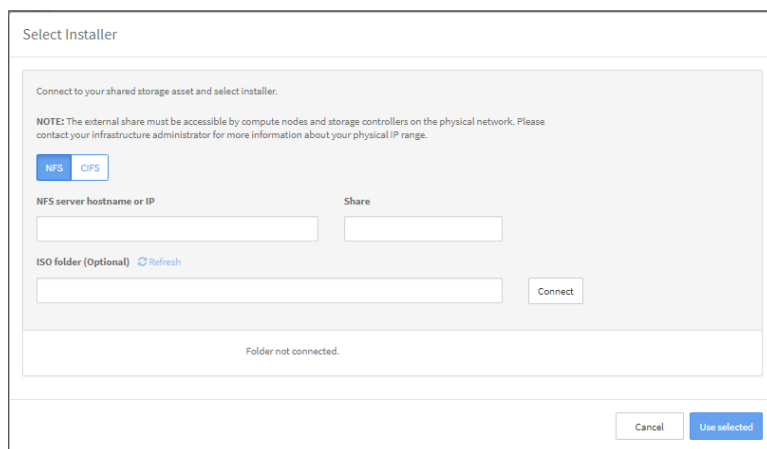 Select Installer
Connect to your shared storage asset and select installer.
NOTE: The external share must be accessible by compute nodes and storage controllers on the physical network. Please
contact your infrastructure administrator for more information about your physical IP range.
NFS CIFS
NFS server hostname or IP Share
ISO folder (Optional) Refresh
Connect
Folder not connected.
Cancel Use selected